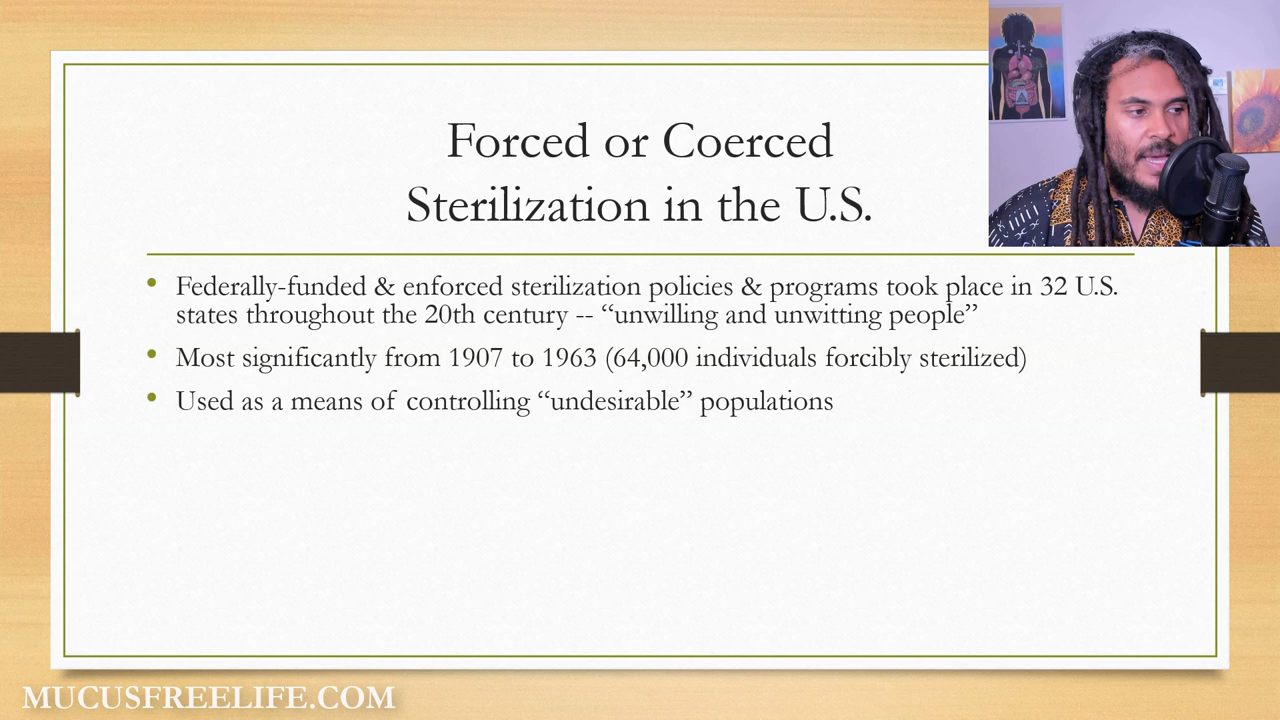 Forced or Coerced
Sterilization in the U.S.
• Federally-funded & enforced sterilization policies & programs took place in 32 U.S.
states throughout the 20th century -- “unwilling and unwitting people”
• Most significantly from 1907 to 1963 (64,000 individuals forcibly sterilized)
• Used as a means of controlling “undesirable” populations
MUCUSFREELIFE.COM